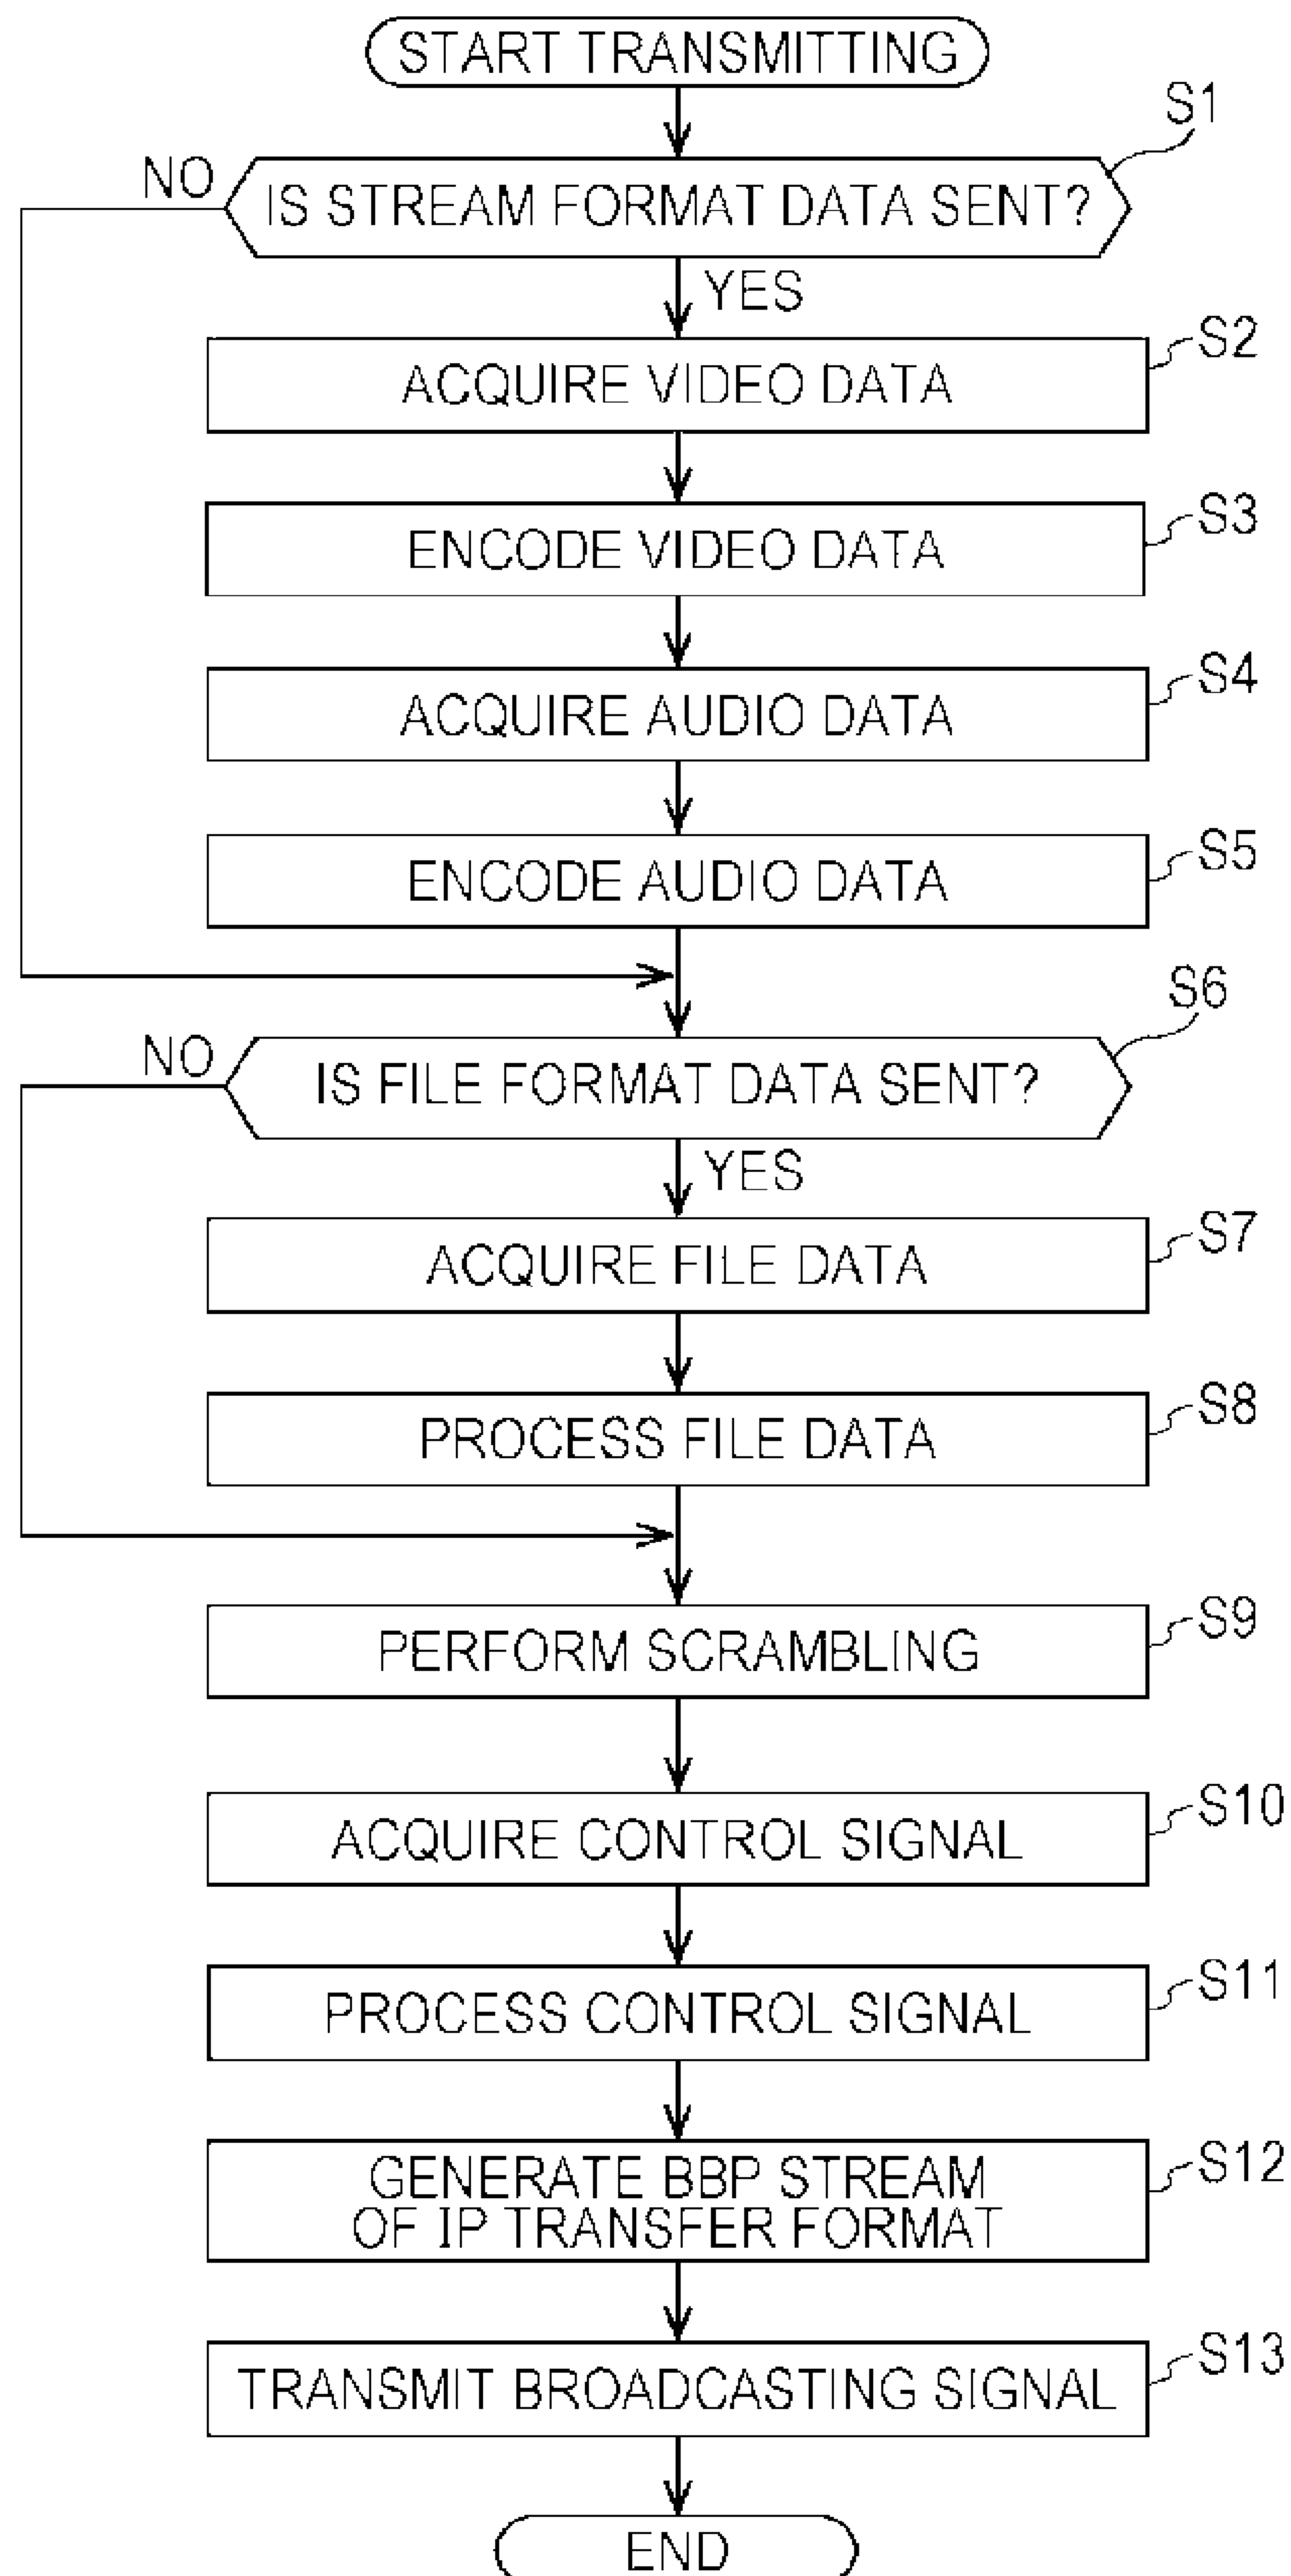 START TRANSMITTING
S1
NO
IS STREAM FORMAT DATA SENT?
YES
S2
ACQUIRE VIDEO DATA
S3
ENCODE VIDEO DATA
S4
ACQUIRE AUDIO DATA
S5
ENCODE AUDIO DATA
S6
NO
IS FILE FORMAT DATA SENT?
YES
S7
ACQUIRE FILE DATA
S8
PROCESS FILE DATA
S9
PERFORM SCRAMBLING
S10
ACQUIRE CONTROL SIGNAL
S11
PROCESS CONTROL SIGNAL
S12
GENERATE BBP STREAM
OF IP TRANSFER FORMAT
S13
TRANSMIT BROADCASTING SIGNAL
END